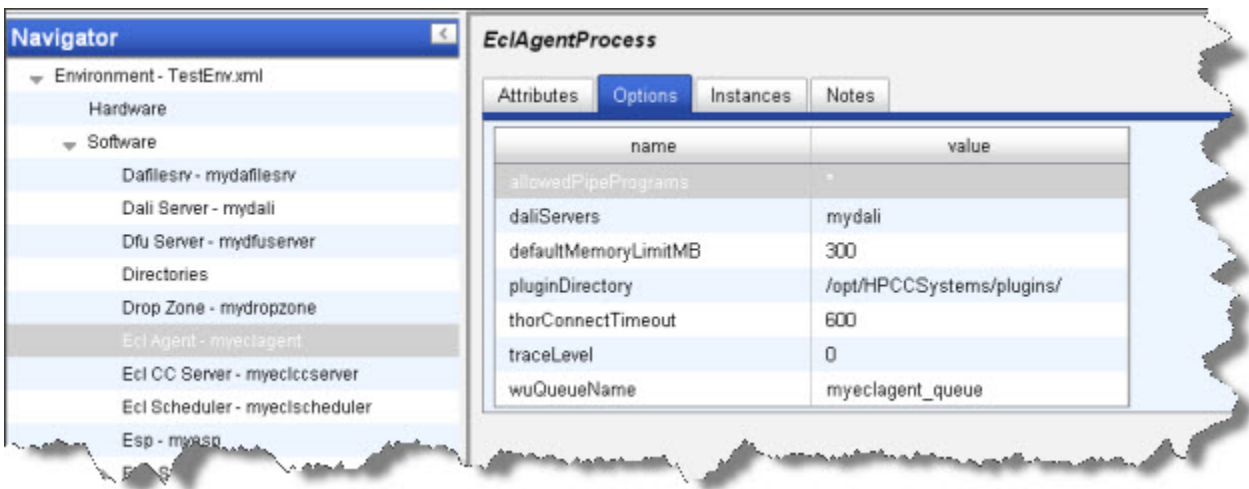 Navigator
Environment - TestEnv.xml
Hardware
Software
Dafilesrv - mydafilesrv
Dali Server - mydali
Dfu Server - mydfuserver
Directories
Drop Zone - mydropzone
Ecl Agent - myeclagent
Ecl CC Server - myeclccserver
Ecl Scheduler - myeclscheduler
Esp - myesp
EclAgentProcess
Attributes Options Instances Notes
name value
allowedPipePrograms *
daliServers mydali
defaultMemoryLimitMB 300
pluginDirectory /opt/HPCCSystems/plugins/
thorConnectTimeout 600
traceLevel 0
wuQueueName myeclagent_queue